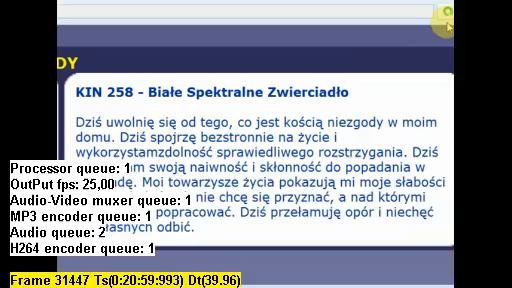 DY
KIN 258 - Białe Spektralne Zwierciadło
Dziś uwolnię się od tego, co jest kością niezgody w moim
domu. Dziś spojrzę bezstronnie na życie i
wykorzystamzdolność sprawiedliwego rozstrzygania. Dziś
Processor queue: 1
am swoją naiwność i skłonność do popadania w
OutPut fps: 25,00
dę. Moi towarzysze życia pokazują mi moje słabości
Audio-Video muxer queue: 1
nie chcę się przyznać, a nad którymi
MP3 encoder queue: 1
popracować. Dziś przełamuję opór i niechęć
Audio queue: 2
łasnych odbić.
H264 encoder queue: 1
Frame 31447 Ts(0:20:59:993) Dt(39.96)